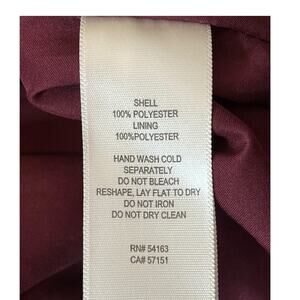 SHELL
100% POLYESTER
LINING
100%POLYESTER
HAND WASH COLD
SEPARATELY
DO NOT BLEACH
RESHAPE, LAY FLAT TO DRY
DO NOT IRON
DO NOT DRY CLEAN
RN# 54163
CA# 57151